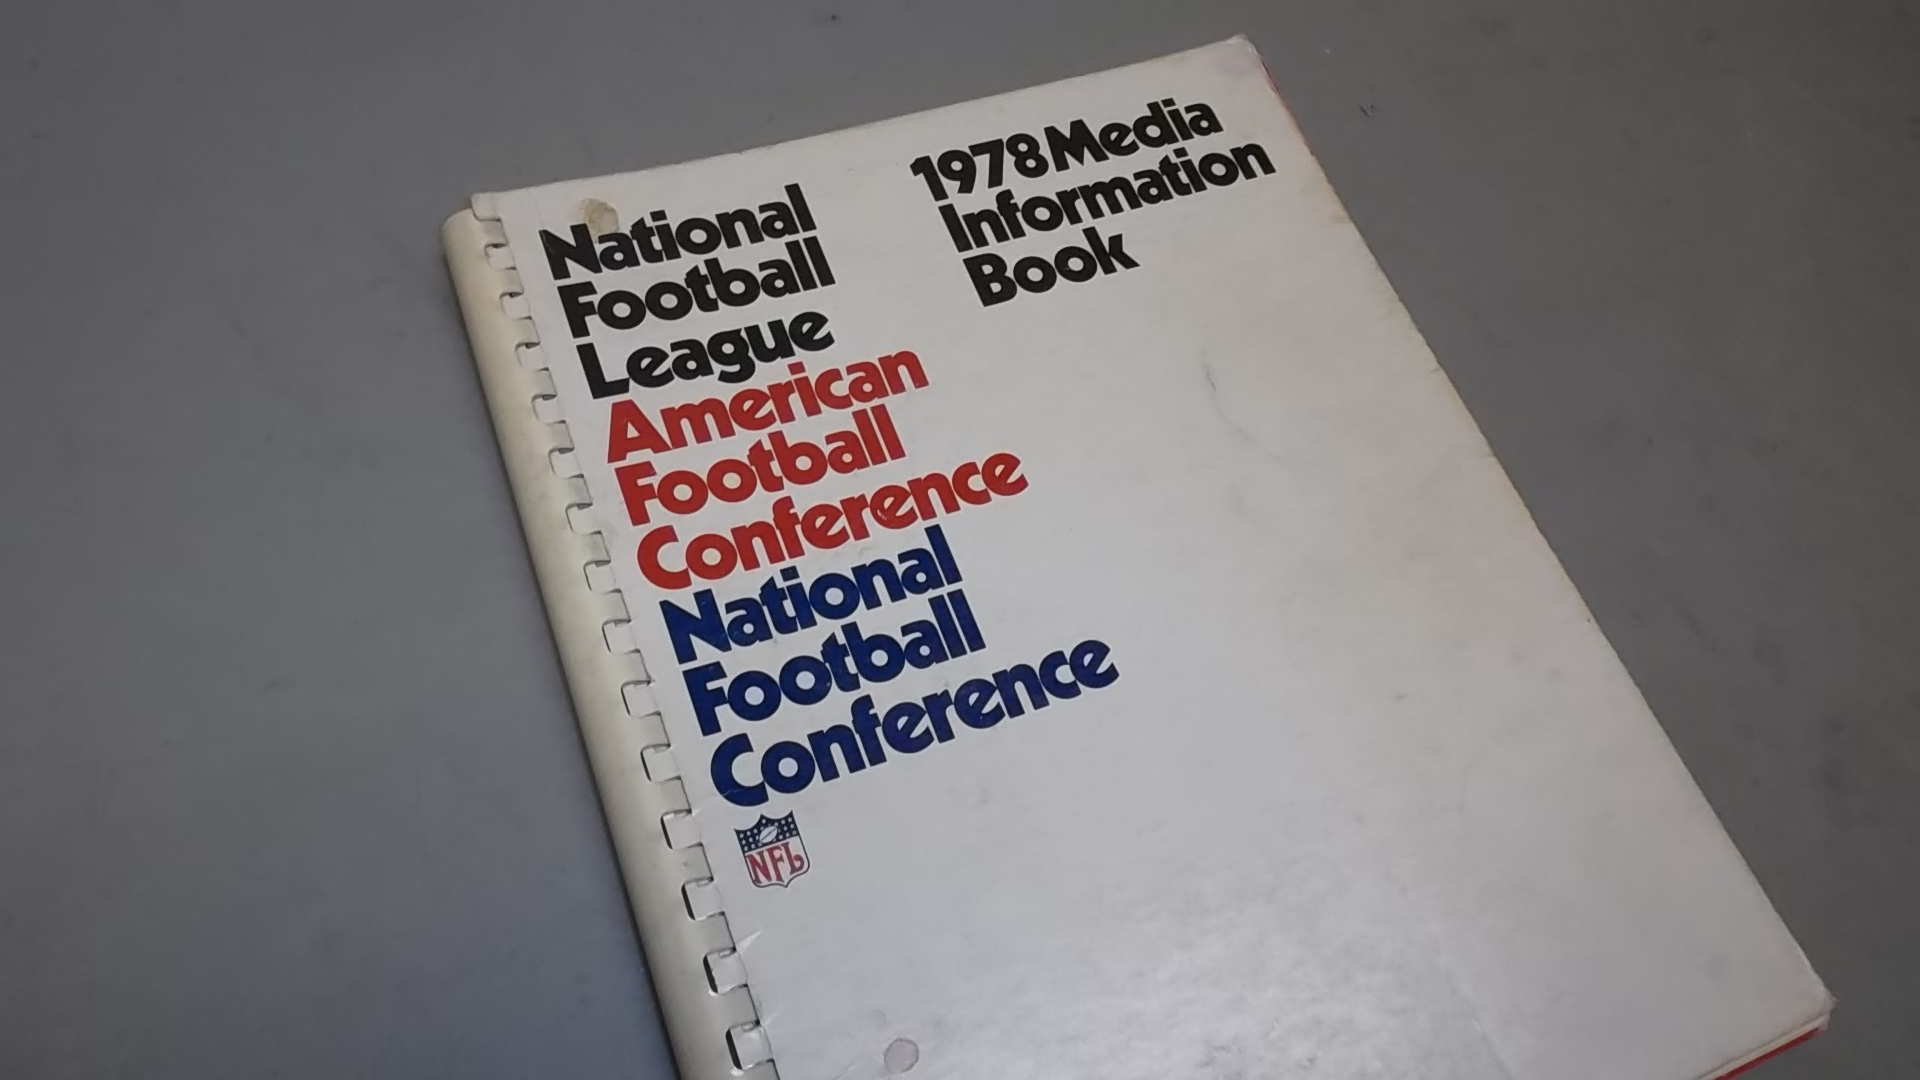 National
Football
League
American
Football
Conference
National
Football
Conference
1978 Media
Information
Book
NFL